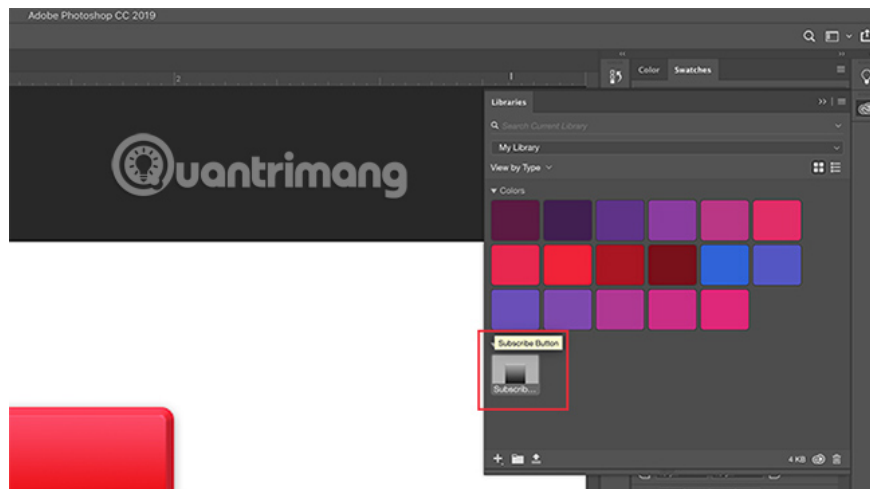 Adobe Photoshop CC 2019
2
Color Swatches
Libraries
Search Current Library
My Library
View by Type
Colors
Quantrimang
Subscribe Button
Subscrib...
4 KB